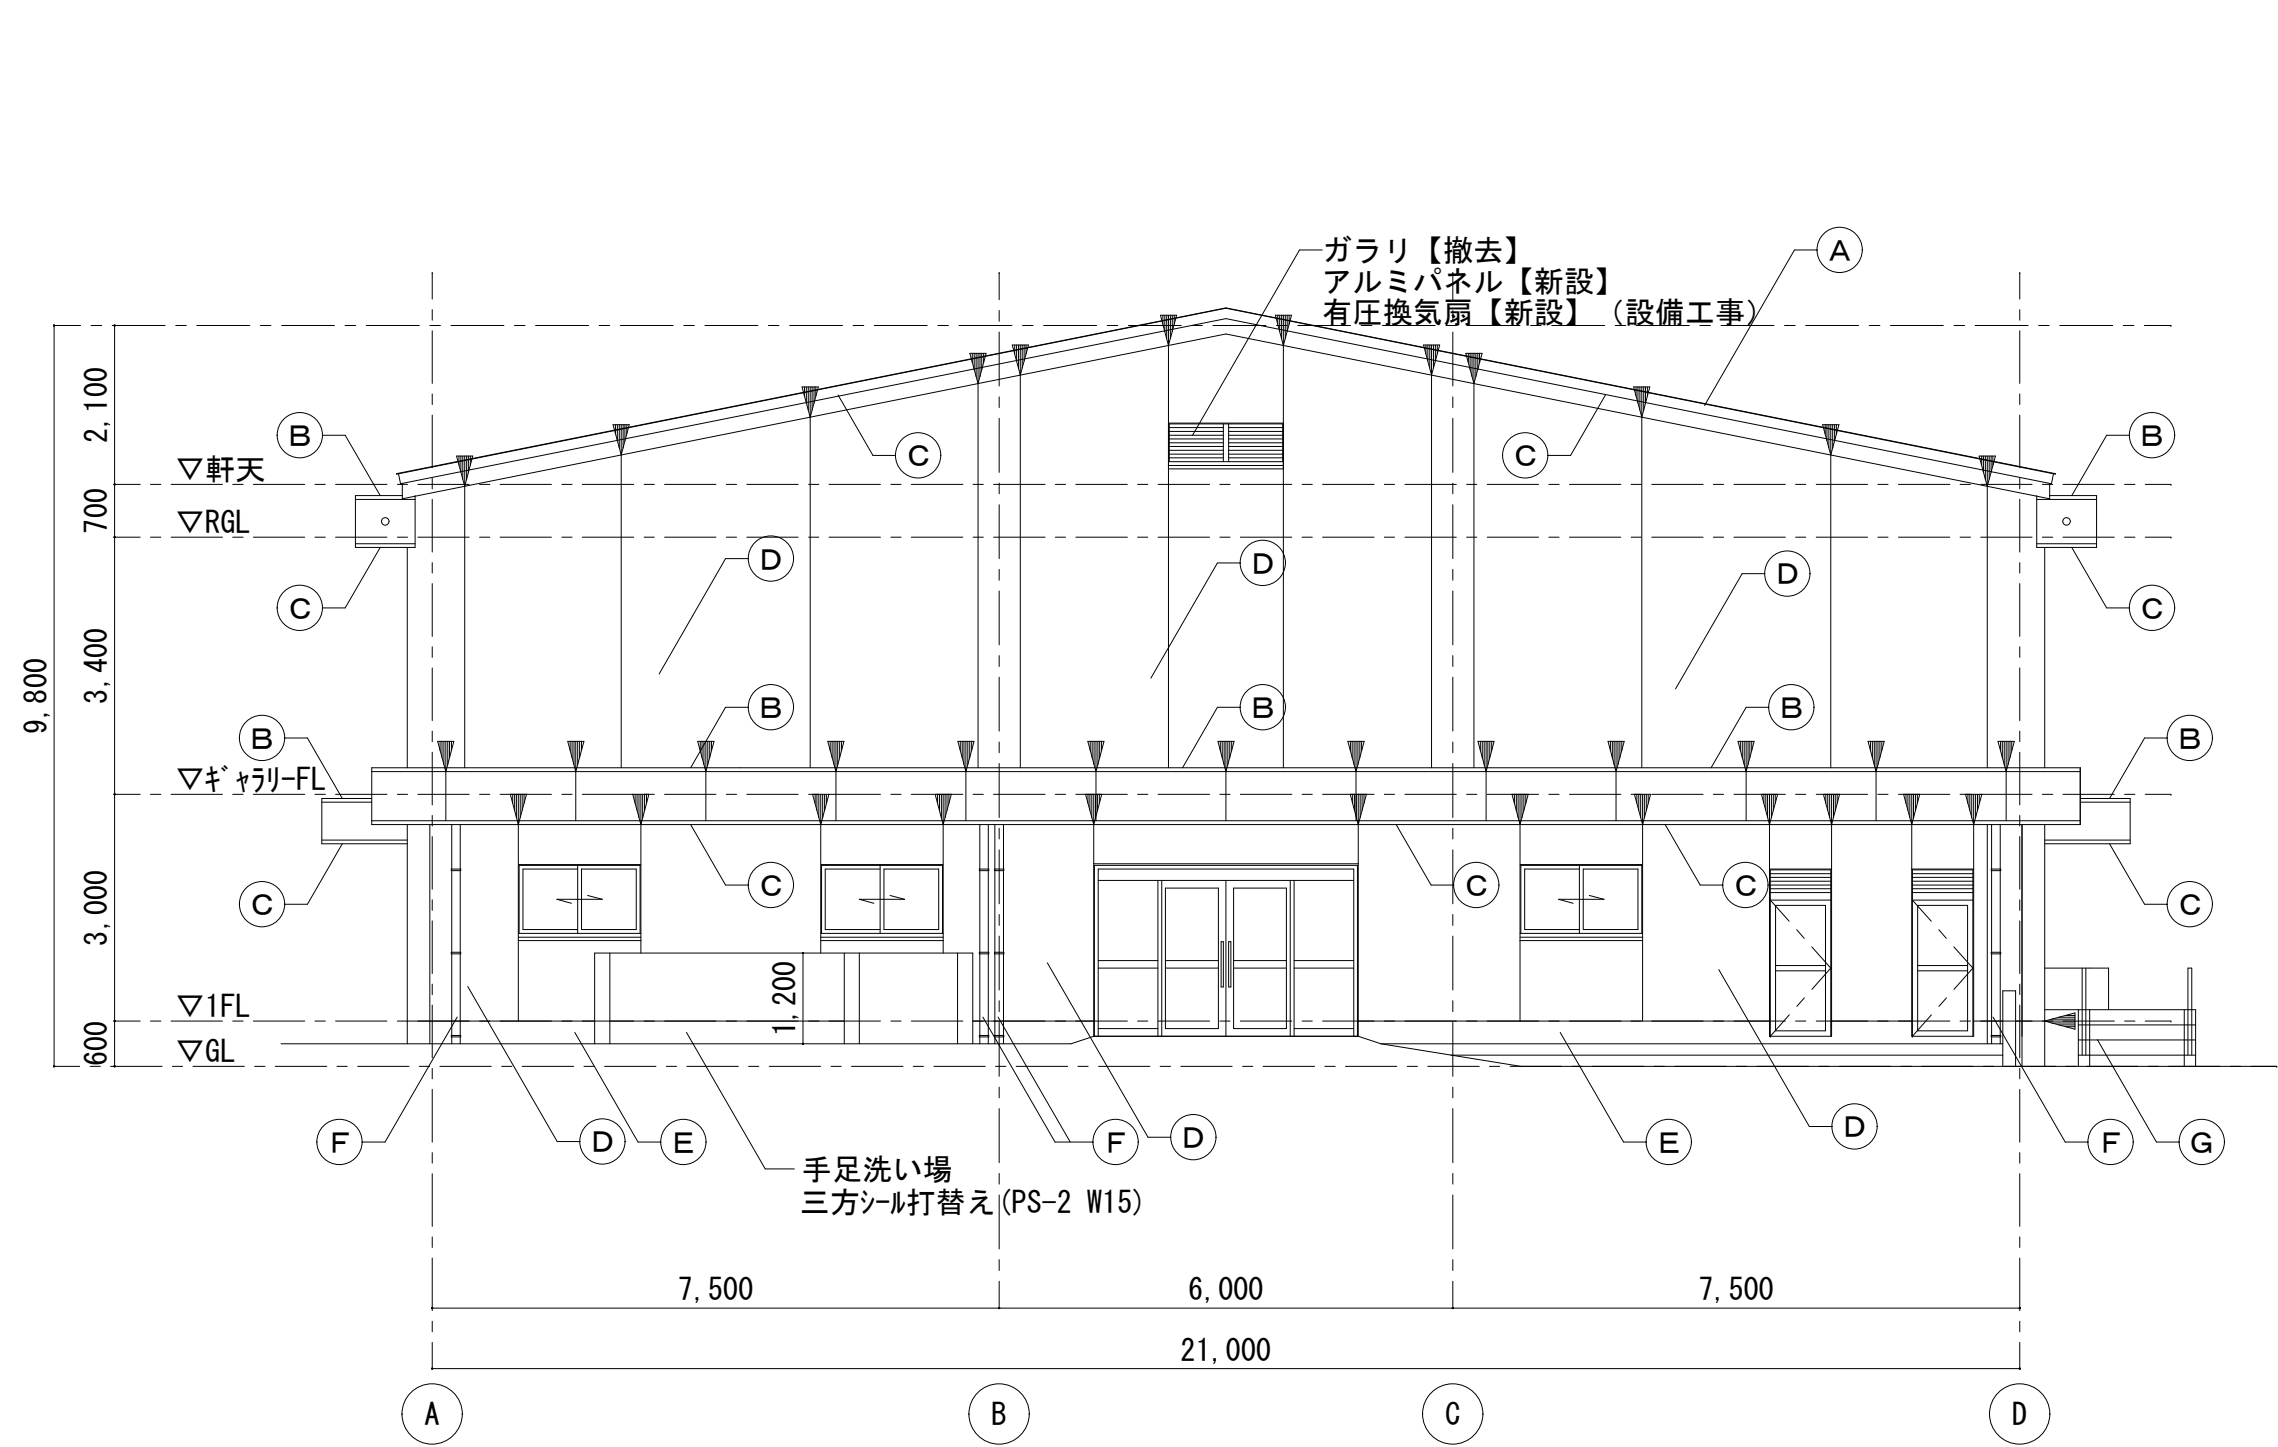 ガラリ【撤去】
アルミパネル【新設】
有圧換気扇【新設】（設備工事）
A
B
C
C
B
▽軒天
▽RGL
2,100
700
3,400
9,800
3,000
600
C
D
D
D
C
B
B
B
B
B
▽ギャラリーFL
C
C
C
C
C
1,200
▽1FL
▽GL
F
D
E
F
D
E
D
F
G
手足洗い場
三方シール打替え(PS-2 W15)
7,500
6,000
7,500
21,000
A
B
C
D